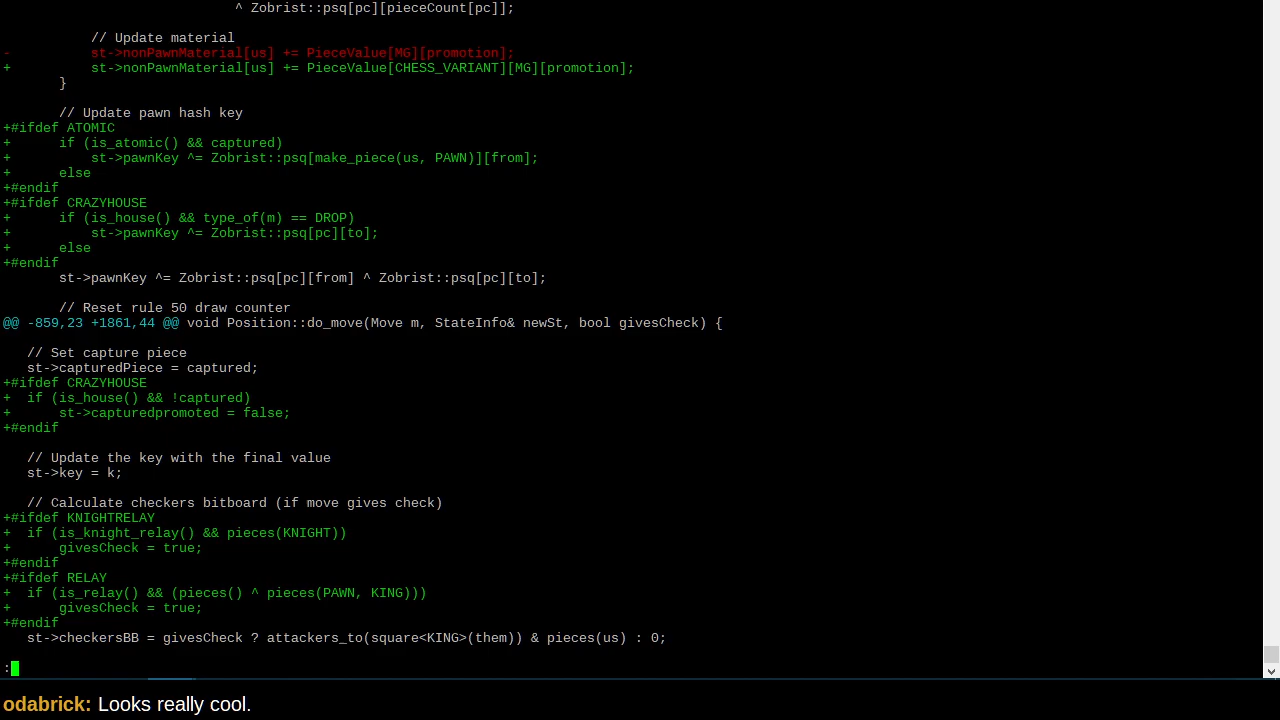 ^ Zobrist::psq[pc][pieceCount[pc]];
// Update material
- st->nonPawnMaterial[us] += PieceValue[MG][promotion];
+ st->nonPawnMaterial[us] += PieceValue[CHESS_VARIANT][MG][promotion];
}
// Update pawn hash key
+#ifdef ATOMIC
+ if (is_atomic() && captured)
+ st->pawnKey ^= Zobrist::psq[make_piece(us, PAWN)][from];
+ else
+#endif
+#ifdef CRAZYHOUSE
+ if (is_house() && type_of(m) == DROP)
+ st->pawnKey ^= Zobrist::psq[pc][to];
+ else
+#endif
st->pawnKey ^= Zobrist::psq[pc][from] ^ Zobrist::psq[pc][to];
// Reset rule 50 draw counter
@@ -859,23 +1861,44 @@ void Position::do_move(Move m, StateInfo& newSt, bool givesCheck) {
// Set capture piece
st->capturedPiece = captured;
+#ifdef CRAZYHOUSE
+ if (is_house() && !captured)
+ st->capturedpromoted = false;
+#endif
// Update the key with the final value
st->key = k;
// Calculate checkers bitboard (if move gives check)
+#ifdef KNIGHTRELAY
+ if (is_knight_relay() && pieces(KNIGHT))
+ givesCheck = true;
+#endif
+#ifdef RELAY
+ if (is_relay() && (pieces() ^ pieces(PAWN, KING)))
+ givesCheck = true;
+#endif
st->checkersBB = givesCheck ? attackers_to(square<KING>(them)) & pieces(us) : 0;
:
odabrick: Looks really cool.